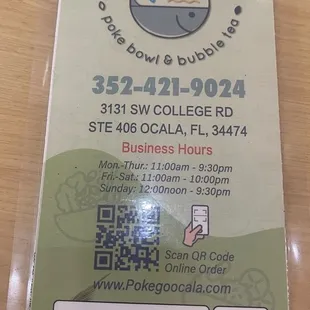 poke bowl & bubble tea
352-421-9024
3131 SW COLLEGE RD
STE 406 OCALA, FL, 34474
Business Hours
Mon.-Thur.: 11:00am - 9:30pm
Fri.-Sat.: 11:00am - 10:00pm
Sunday: 12:00noon - 9:30pm
Scan QR Code
Online Order
www.Pokegoocala.com